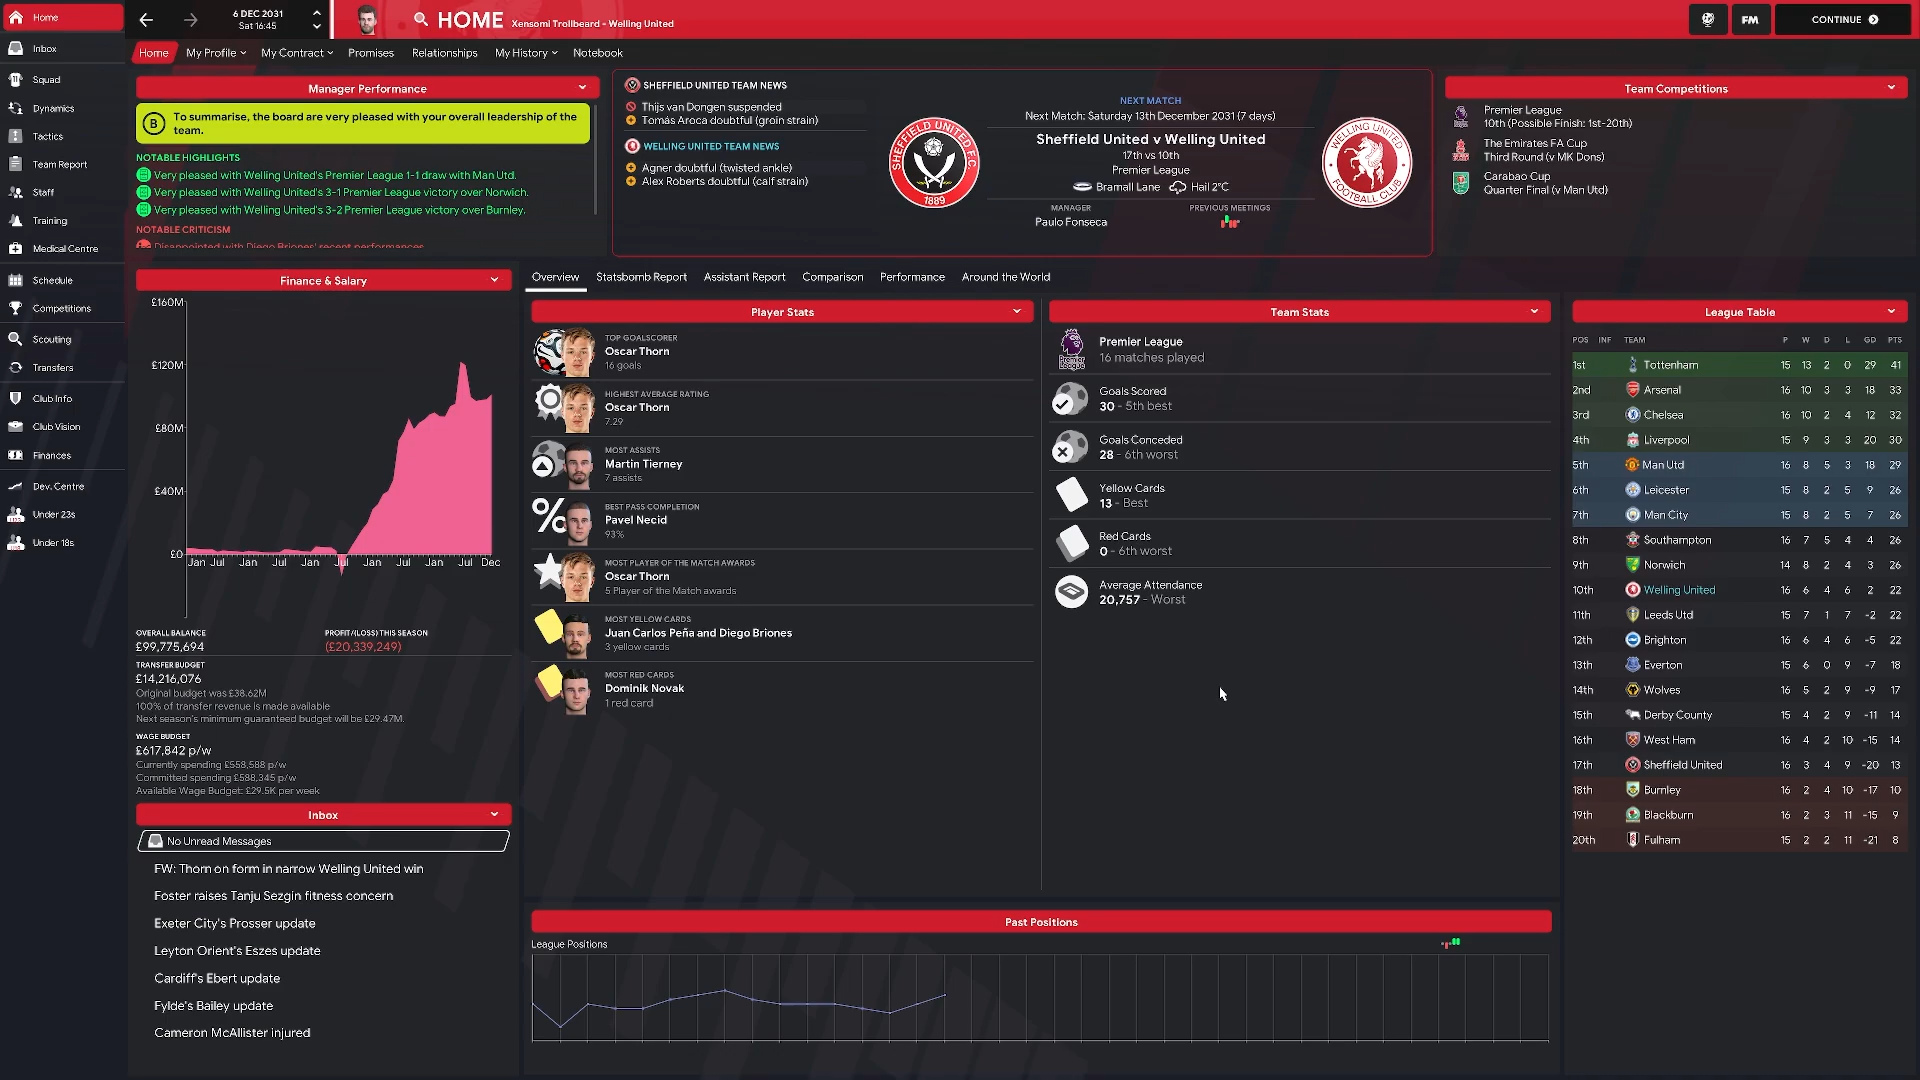 Home
6 DEC 2031
Sat 16:45
HOME
Xensomi Trollbeard - Welling United
FM
CONTINUE
Inbox
Squad
Dynamics
Tactics
Team Report
Staff
Training
Medical Centre
Schedule
Competitions
Scouting
Transfers
Club Info
Club Vision
Finances
Dev. Centre
Under 23s
Under 18s
Home
My Profile
My Contract
Promises
Relationships
My History
Notebook
Manager Performance
B
To summarise, the board are very pleased with your overall leadership of the
team.
NOTABLE HIGHLIGHTS
Very pleased with Welling United's Premier League 1-1 draw with Man Utd.
Very pleased with Welling United's 3-1 Premier League victory over Norwich.
Very pleased with Welling United's 3-2 Premier League victory over Burnley.
NOTABLE CRITICISM
Disappointed with Diego Briones' recent performances
SHEFFIELD UNITED TEAM NEWS
Thijs van Dongen suspended
Tomás Aroca doubtful (groin strain)
WELLING UNITED TEAM NEWS
Agner doubtful (twisted ankle)
Alex Roberts doubtful (calf strain)
SHEFFIELD UNITED F.C.
1889
NEXT MATCH
Next Match: Saturday 13th December 2031 (7 days)
Sheffield United v Welling United
17th vs 10th
Premier League
Bramall Lane
Hail 2°C
MANAGER
Paulo Fonseca
PREVIOUS MEETINGS
WELLING UNITED
FOOTBALL CLUB
Team Competitions
Premier League
10th (Possible Finish: 1st-20th)
The Emirates FA Cup
Third Round (v MK Dons)
Carabao Cup
Quarter Final (v Man Utd)
Finance & Salary
£160M
£120M
£80M
£40M
£0
Jan Jul Jan Jul Jan Jul Jan Jul Jan Jul Dec
OVERALL BALANCE
£99,775,694
PROFIT/(LOSS) THIS SEASON
(£20,339,249)
TRANSFER BUDGET
£14,216,076
Original budget was £38.62M
100% of transfer revenue is made available
Next season's minimum guaranteed budget will be £29.47M.
WAGE BUDGET
£617,842 p/w
Currently spending £558,588 p/w
Committed spending £588,345 p/w
Available Wage Budget: £29.5K per week
Inbox
No Unread Messages
FW: Thorn on form in narrow Welling United win
Foster raises Tanju Sezgin fitness concern
Exeter City's Prosser update
Leyton Orient's Eszes update
Cardiff's Ebert update
Fylde's Bailey update
Cameron McAllister injured
Overview
Statsbomb Report
Assistant Report
Comparison
Performance
Around the World
Player Stats
TOP GOALSCORER
Oscar Thorn
16 goals
HIGHEST AVERAGE RATING
Oscar Thorn
7.29
MOST ASSISTS
Martin Tierney
7 assists
BEST PASS COMPLETION
Pavel Necid
93%
MOST PLAYER OF THE MATCH AWARDS
Oscar Thorn
5 Player of the Match awards
MOST YELLOW CARDS
Juan Carlos Peña and Diego Briones
3 yellow cards
MOST RED CARDS
Dominik Novak
1 red card
Team Stats
Premier League
16 matches played
Goals Scored
30 - 5th best
Goals Conceded
28 - 6th worst
Yellow Cards
13 - Best
Red Cards
0 - 6th worst
Average Attendance
20,757 - Worst
Past Positions
League Positions
League Table
POS INF TEAM P W D L GD PTS
1st Tottenham 15 13 2 0 29 41
2nd Arsenal 16 10 3 3 18 33
3rd Chelsea 16 10 2 4 12 32
4th Liverpool 15 9 3 3 20 30
5th Man Utd 16 8 5 3 18 29
6th Leicester 15 8 2 5 9 26
7th Man City 15 8 2 5 7 26
8th Southampton 16 7 5 4 4 26
9th Norwich 14 8 2 4 3 26
10th Welling United 16 6 4 6 2 22
11th Leeds Utd 15 7 1 7 -2 22
12th Brighton 16 6 4 6 -5 22
13th Everton 15 6 0 9 -7 18
14th Wolves 16 5 2 9 -9 17
15th Derby County 15 4 2 9 -11 14
16th West Ham 16 4 2 10 -15 14
17th Sheffield United 16 3 4 9 -20 13
18th Burnley 16 2 4 10 -17 10
19th Blackburn 16 2 3 11 -15 9
20th Fulham 15 2 2 11 -21 8